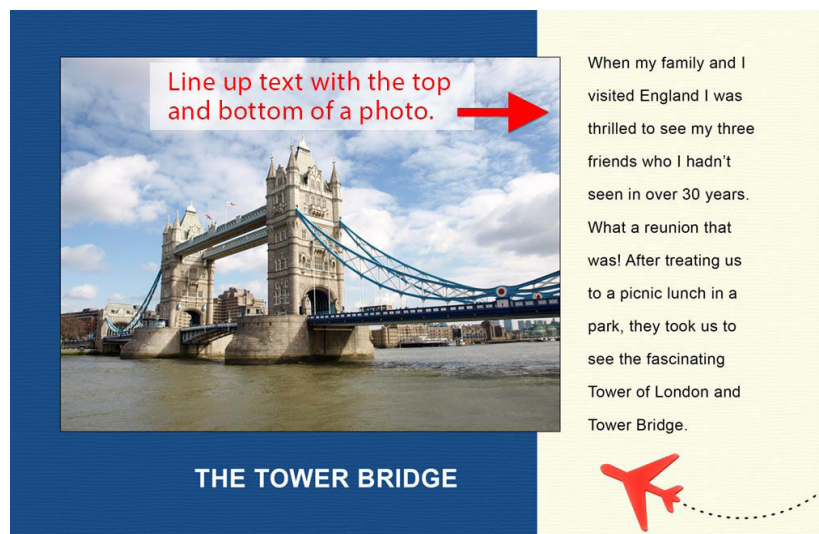 Line up text with the top
and bottom of a photo.
When my family and I
visited England I was
thrilled to see my three
friends who I hadn't
seen in over 30 years.
What a reunion that
was! After treating us
to a picnic lunch in a
park, they took us to
see the fascinating
Tower of London and
Tower Bridge.
THE TOWER BRIDGE